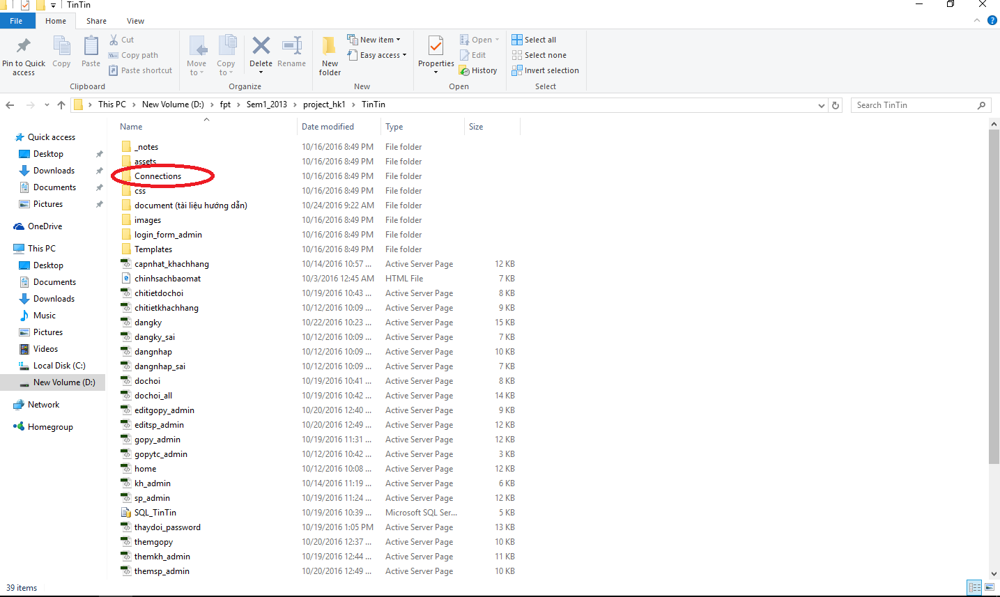 TinTin
File Home Share View
Pin to Quick access
Copy
Paste
Cut
Copy path
Paste shortcut
Clipboard
Move to
Copy to
Delete
Rename
Organize
New folder
New item
Easy access
New
Properties
Open
Edit
History
Open
Select all
Select none
Invert selection
Select
This PC New Volume (D:) fpt Sem1_2013 project_hk1 TinTin
Search TinTin
Quick access
Desktop
Downloads
Documents
Pictures
OneDrive
This PC
Desktop
Documents
Downloads
Music
Pictures
Videos
Local Disk (C:)
New Volume (D:)
Network
Homegroup
Name Date modified Type Size
_notes 10/16/2016 8:49 PM File folder
assets 10/16/2016 8:49 PM File folder
Connections 10/16/2016 8:49 PM File folder
css 10/16/2016 8:49 PM File folder
document (tài liệu hướng dẫn) 10/24/2016 9:22 AM File folder
images 10/16/2016 8:49 PM File folder
login_form_admin 10/16/2016 8:49 PM File folder
Templates 10/16/2016 8:49 PM File folder
capnhat_khachhang 10/14/2016 10:57 ... Active Server Page 12 KB
chinhsachbaomat 10/3/2016 12:45 AM HTML File 7 KB
chitietdochoi 10/19/2016 10:43 ... Active Server Page 8 KB
chitietkhachhang 10/12/2016 10:09 ... Active Server Page 9 KB
dangky 10/22/2016 10:23 ... Active Server Page 15 KB
dangky_sai 10/12/2016 10:09 ... Active Server Page 7 KB
dangnhap 10/12/2016 10:09 ... Active Server Page 10 KB
dangnhap_sai 10/12/2016 10:09 ... Active Server Page 7 KB
dochoi 10/19/2016 10:41 ... Active Server Page 8 KB
dochoi_all 10/19/2016 10:42 ... Active Server Page 14 KB
editgopy_admin 10/20/2016 12:40 ... Active Server Page 9 KB
editsp_admin 10/20/2016 12:49 ... Active Server Page 12 KB
gopy_admin 10/19/2016 11:31 ... Active Server Page 12 KB
gopytc_admin 10/12/2016 10:42 ... Active Server Page 3 KB
home 10/12/2016 10:08 ... Active Server Page 12 KB
kh_admin 10/14/2016 11:19 ... Active Server Page 6 KB
sp_admin 10/19/2016 11:24 ... Active Server Page 12 KB
SQL_TinTin 10/19/2016 10:39 ... Microsoft SQL Ser... 5 KB
thaydoi_password 10/19/2016 1:05 PM Active Server Page 13 KB
themgopy 10/20/2016 12:37 ... Active Server Page 10 KB
themkh_admin 10/19/2016 12:44 ... Active Server Page 11 KB
themsp_admin 10/20/2016 12:49 ... Active Server Page 10 KB
39 items